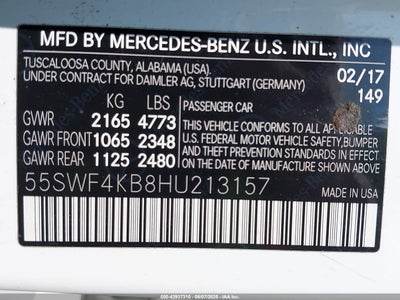 MFD BY MERCEDES-BENZ U.S. INTL., INC
TUSCALOOSA COUNTY, ALABAMA (USA).
UNDER CONTRACT FOR DAIMLER AG, STUTTGART (GERMANY)
02/17
149
KG LBS
GVWR 2165 4773
GAWR FRONT 1065 2348
GAWR REAR 1125 2480
PASSENGER CAR
THIS VEHICLE CONFORMS TO ALL APPLICABLE
U.S. FEDERAL MOTOR VEHICLE SAFETY, BUMPER
AND THEFT PREVENTION STANDARDS IN EFFECT
ON THE DATE OF MANUFACTURE SHOWN ABOVE.
55SWF4KB8HU213157
MADE IN USA